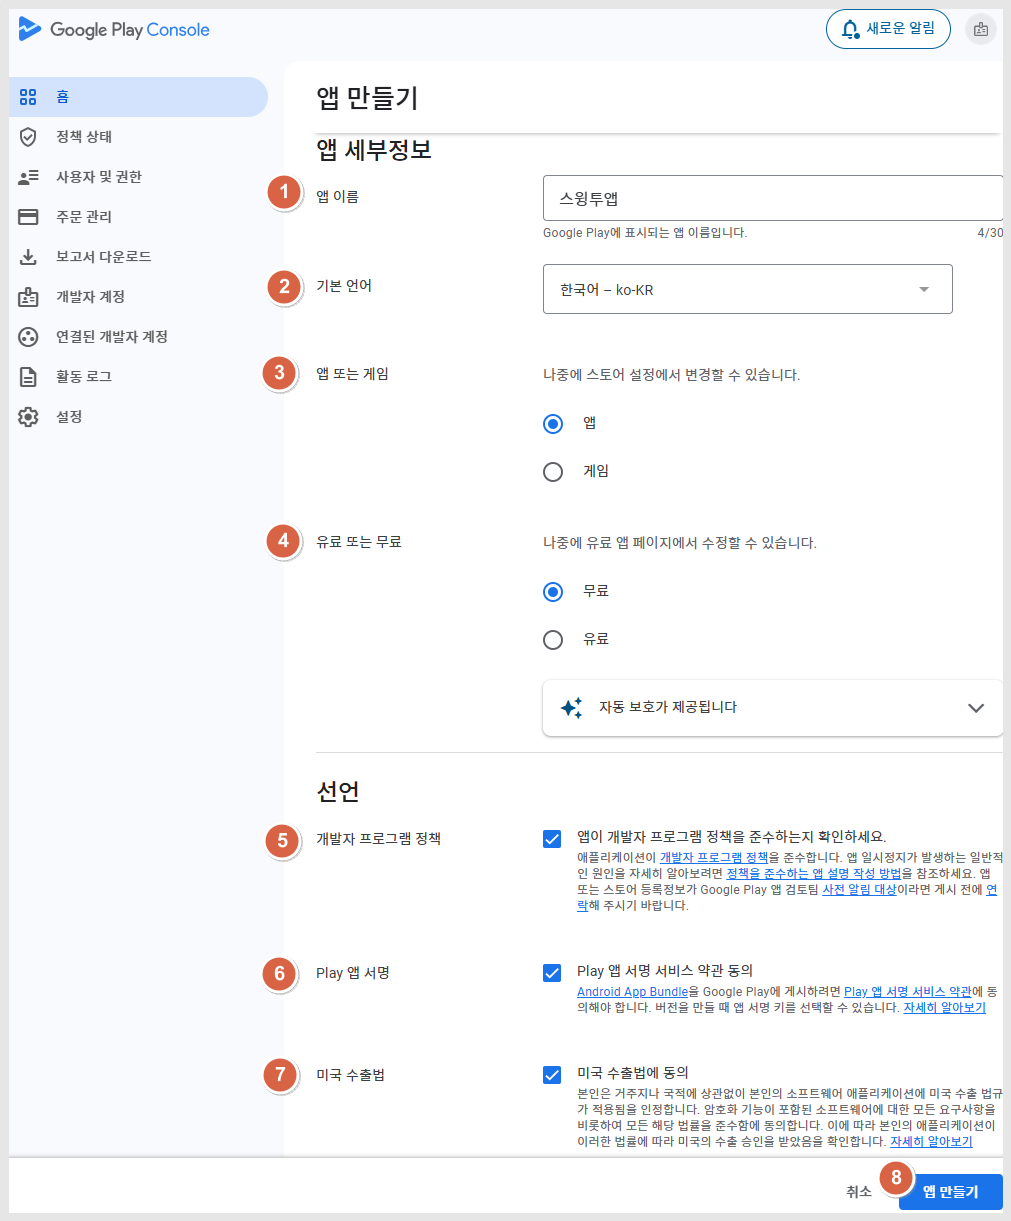 Google Play Console
새로운 알림
홈
정책 상태
사용자 및 권한
주문 관리
보고서 다운로드
개발자 계정
연결된 개발자 계정
활동 로그
설정
앱 만들기
앱 세부정보
1 앱 이름
스윙투앱
Google Play에 표시되는 앱 이름입니다. 4/30
2 기본 언어
한국어 – ko-KR
3 앱 또는 게임
나중에 스토어 설정에서 변경할 수 있습니다.
앱
게임
4 유료 또는 무료
나중에 유료 앱 페이지에서 수정할 수 있습니다.
무료
유료
자동 보호가 제공됩니다
선언
5 개발자 프로그램 정책
앱이 개발자 프로그램 정책을 준수하는지 확인하세요.
애플리케이션이 개발자 프로그램 정책을 준수합니다. 앱 일시정지가 발생하는 일반적
인 원인을 자세히 알아보려면 정책을 준수하는 앱 설명 작성 방법을 참조하세요. 앱
또는 스토어 등록정보가 Google Play 앱 검토팀 사전 알림 대상이라면 게시 전에 연
락해 주시기 바랍니다.
6 Play 앱 서명
Play 앱 서명 서비스 약관 동의
Android App Bundle을 Google Play에 게시하려면 Play 앱 서명 서비스 약관에 동
의해야 합니다. 버전을 만들 때 앱 서명 키를 선택할 수 있습니다. 자세히 알아보기
7 미국 수출법
미국 수출법에 동의
본인은 거주지나 국적에 상관없이 본인의 소프트웨어 애플리케이션에 미국 수출 법규
가 적용됨을 인정합니다. 암호화 기능이 포함된 소프트웨어에 대한 모든 요구사항을
비롯하여 모든 해당 법률을 준수함에 동의합니다. 이에 따라 본인의 애플리케이션이
이러한 법률에 따라 미국의 수출 승인을 받았음을 확인합니다. 자세히 알아보기
취소
8 앱 만들기